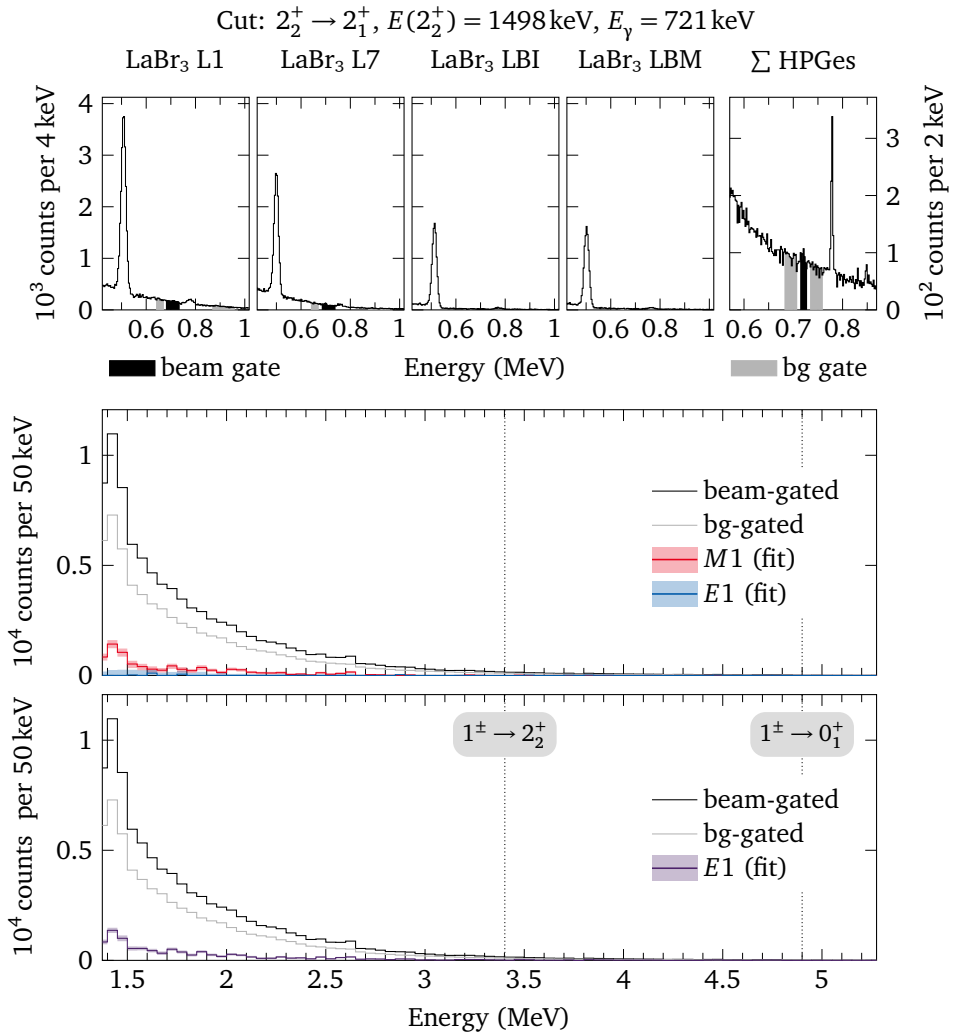 Cut: 2₂⁺ → 2₁⁺, E(2₂⁺) = 1498 keV, Eᵧ = 721 keV
LaBr₃ L1 LaBr₃ L7 LaBr₃ LBI LaBr₃ LBM ∑ HPGes
10³ counts per 4 keV
4
3
2
1
0
3
2
1
0
10² counts per 2 keV
0.6 0.8 1 0.6 0.8 1 0.6 0.8 1 0.6 0.8 1 0.6 0.7 0.8
beam gate Energy (MeV) bg gate
10⁴ counts per 50 keV
1
0.5
0
beam-gated
bg-gated
M1 (fit)
E1 (fit)
10⁴ counts per 50 keV
1
0.5
0
1± → 2₂⁺ 1± → 0₁⁺
beam-gated
bg-gated
E1 (fit)
1.5 2 2.5 3 3.5 4 4.5 5
Energy (MeV)